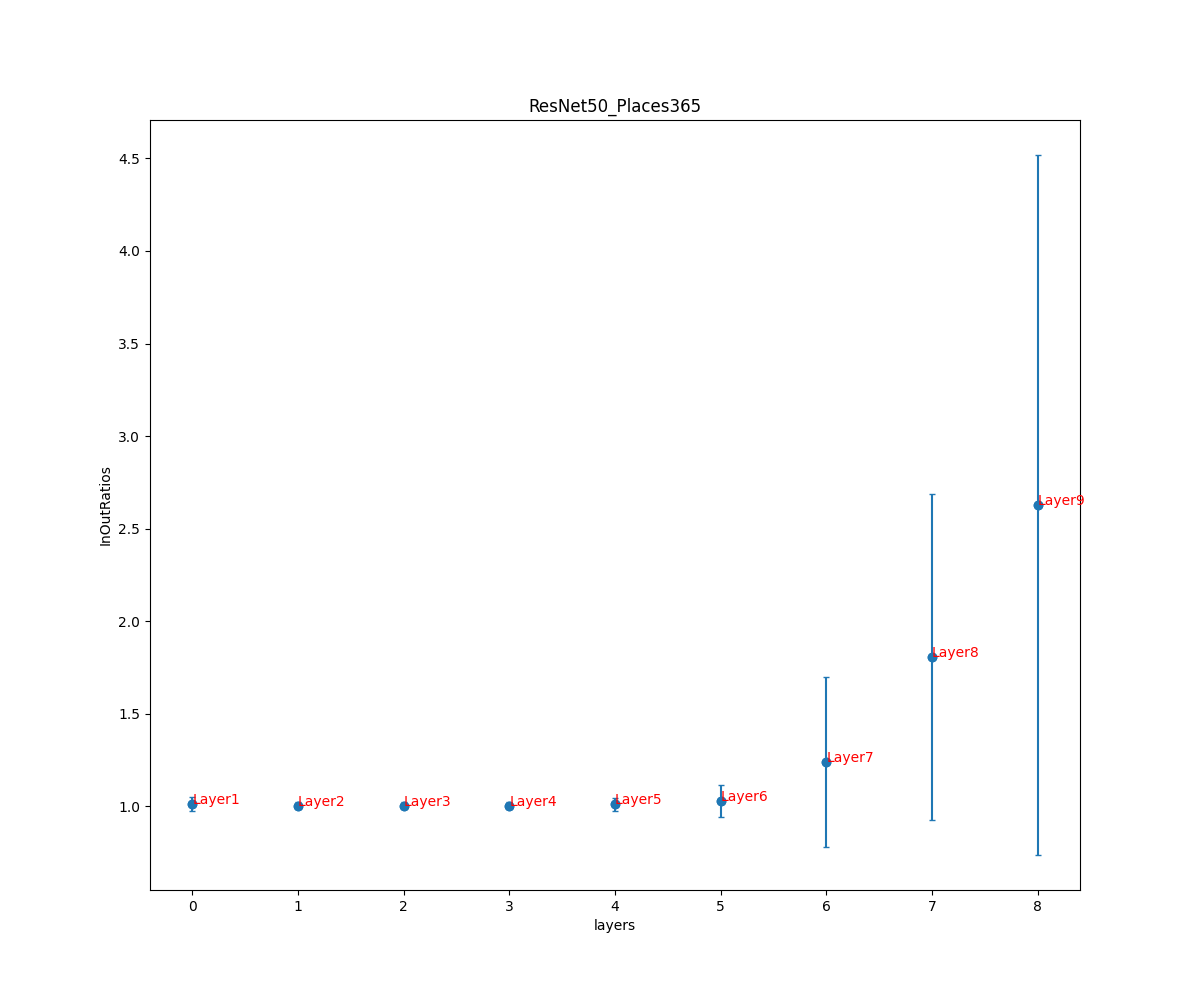 ResNet50_Places365
4.5
4.0
3.5
3.0
2.5
2.0
1.5
1.0
InOutRatios
Layer1
Layer2
Layer3
Layer4
Layer5
Layer6
Layer7
Layer8
Layer9
0 1 2 3 4 5 6 7 8
layers